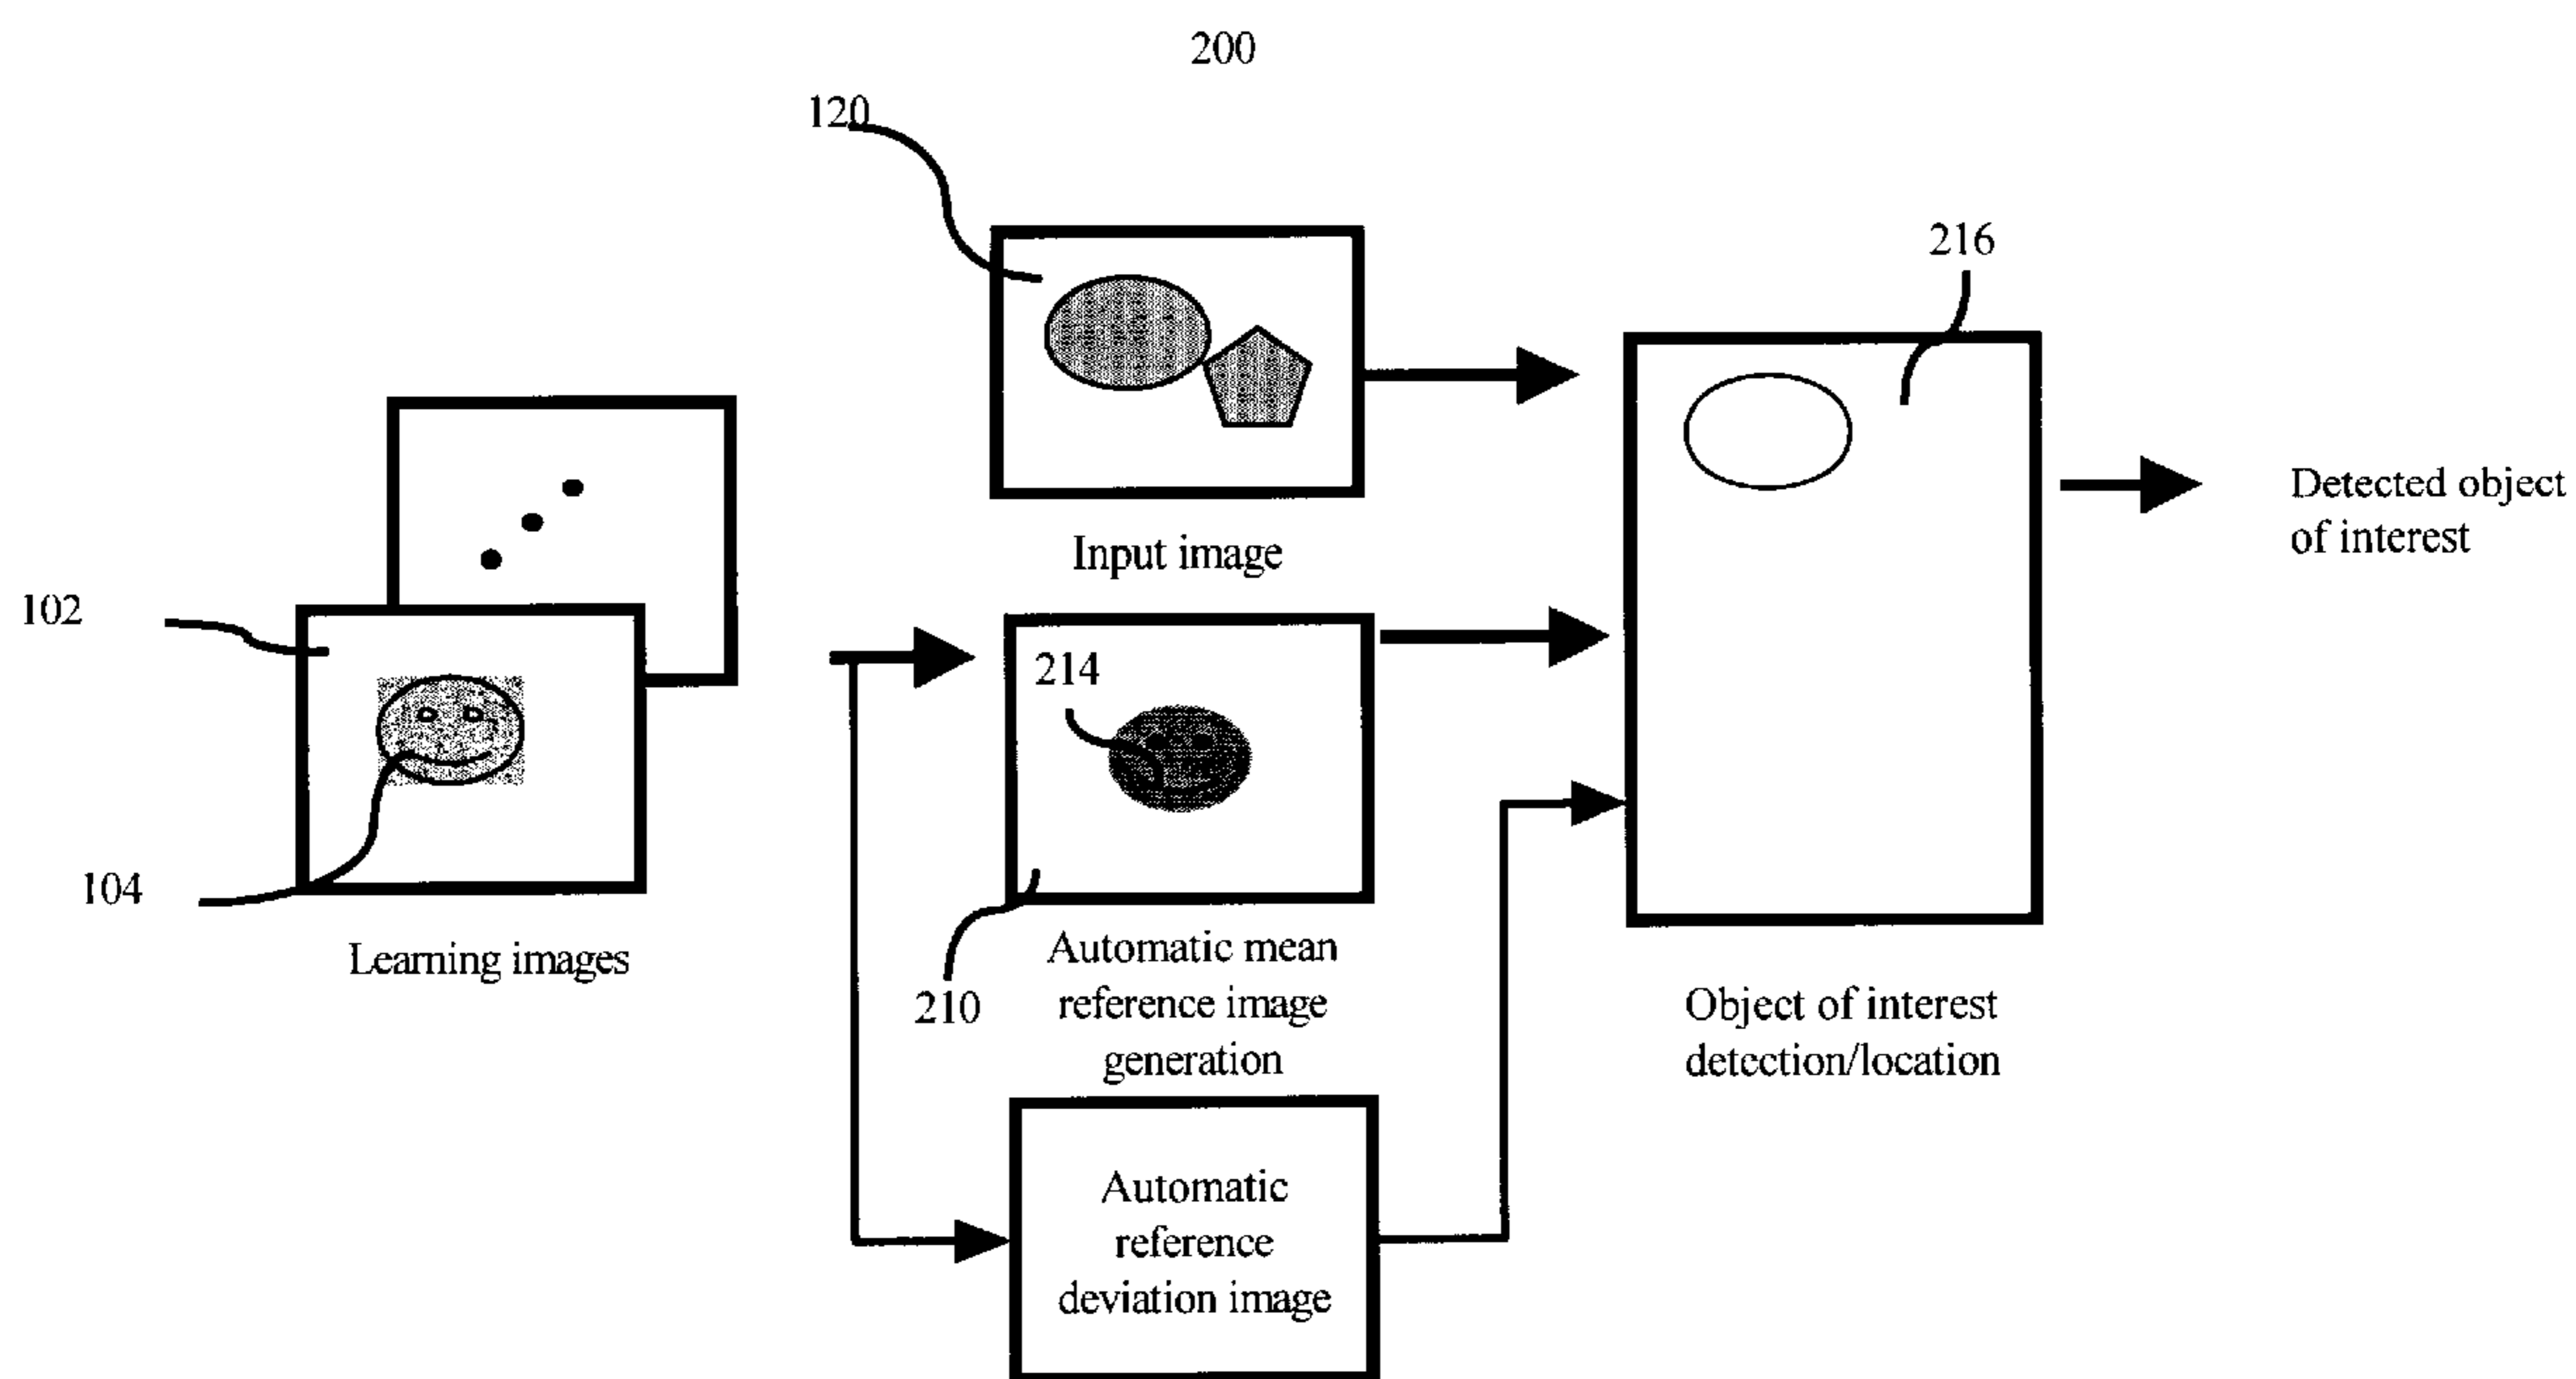 200
120
216
Detected object
of interest
Input image
102
214
104
Learning images
210
Automatic mean
reference image
generation
Object of interest
detection/location
Automatic
reference
deviation image